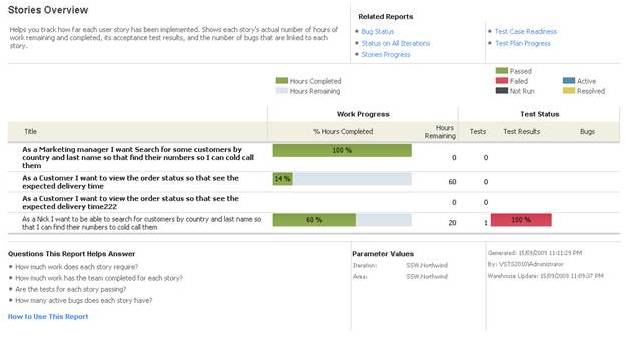 Stories Overview
Helps you track how far each user story has been implemented. Shows each story's actual number of hours
of work remaining and completed, its acceptance test results, and the number of bugs that are linked to each
story.
Related Reports
Bug Status
Status on All Iterations
Stories Progress
Test Case Readiness
Test Plan Progress
Hours Completed
Hours Remaining
Passed
Failed
Not Run
Active
Resolved
Work Progress
Test Status
Title
% Hours Completed
Hours
Remaining
Tests
Test Results
Bugs
As a Marketing manager I want Search for some customers by
country and last name so that find their numbers so I can cold call
them
100 %
0
0
As a Customer I want to view the order status so that see the
expected delivery time
14 %
60
0
As a Customer I want to view the order status so that see the
expected delivery time222
0
0
As a Nick I want to be able to search for customers by country and last name so
that I can find their numbers to cold call them
60 %
20
1
100 %
Questions This Report Helps Answer
How much work does each story require?
How much work has the team completed for each story?
Are the tests for each story passing?
How many active bugs does each story have?
How to Use This Report
Parameter Values
Iteration: SSW.Northwind
Area: SSW.Northwind
Generated: 15/09/2009 11:11:29 PM
By: VSTS2010\Administrator
Warehouse Update: 15/09/2009 11:09:37 PM